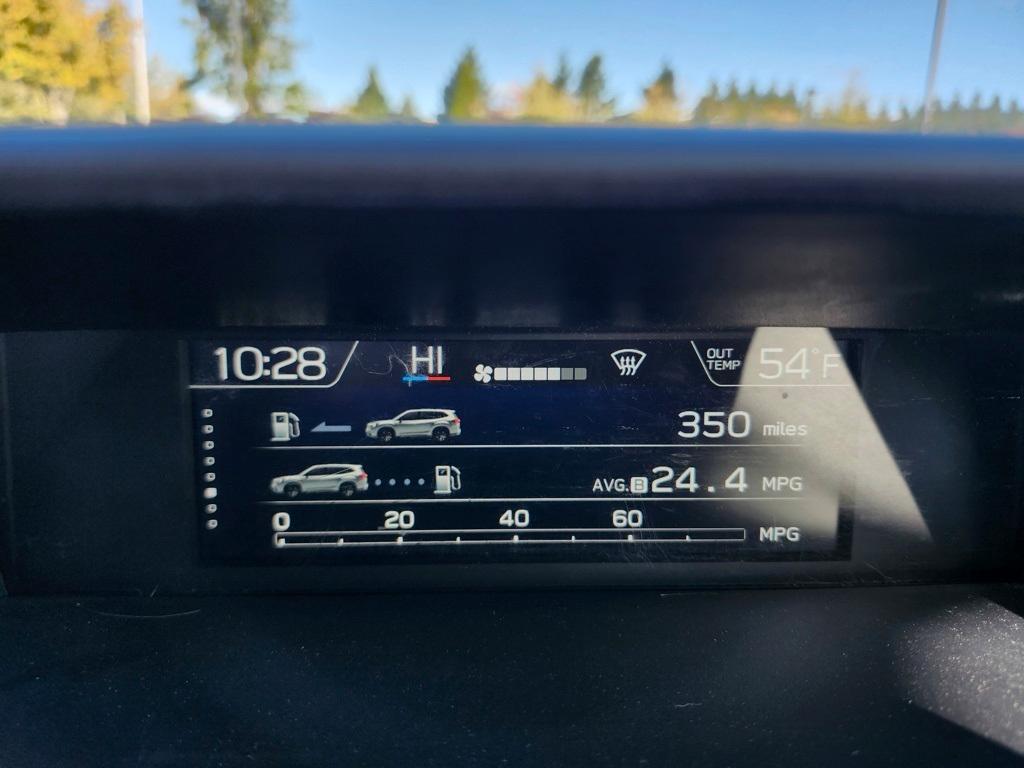 10:28 HI OUT TEMP 54°F
350 miles
AVG. B 24.4 MPG
0 20 40 60
MPG